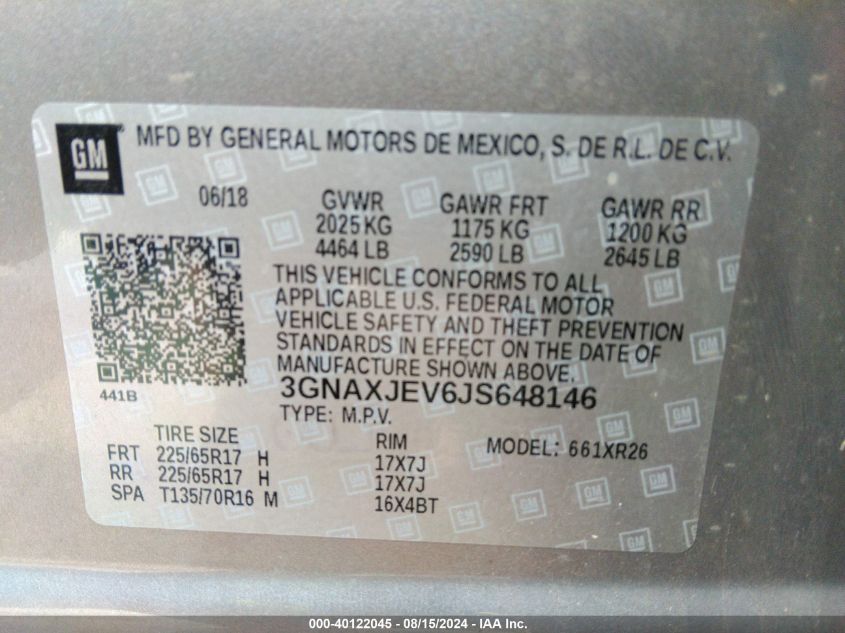 GM
MFD BY GENERAL MOTORS DE MEXICO, S. DE R.L. DE C.V.
06/18 GVWR GAWR FRT GAWR RR
2025 KG 1175 KG 1200 KG
4464 LB 2590 LB 2645 LB
THIS VEHICLE CONFORMS TO ALL
APPLICABLE U.S. FEDERAL MOTOR
VEHICLE SAFETY AND THEFT PREVENTION
STANDARDS IN EFFECT ON THE DATE OF
MANUFACTURE SHOWN ABOVE.
441B 3GNAXJEV6JS648146
TYPE: M.P.V.
TIRE SIZE RIM MODEL: 661XR26
FRT 225/65R17 H 17X7J
RR 225/65R17 H 17X7J
SPA T135/70R16 M 16X4BT
000-40122045 - 08/15/2024 - IAA Inc.